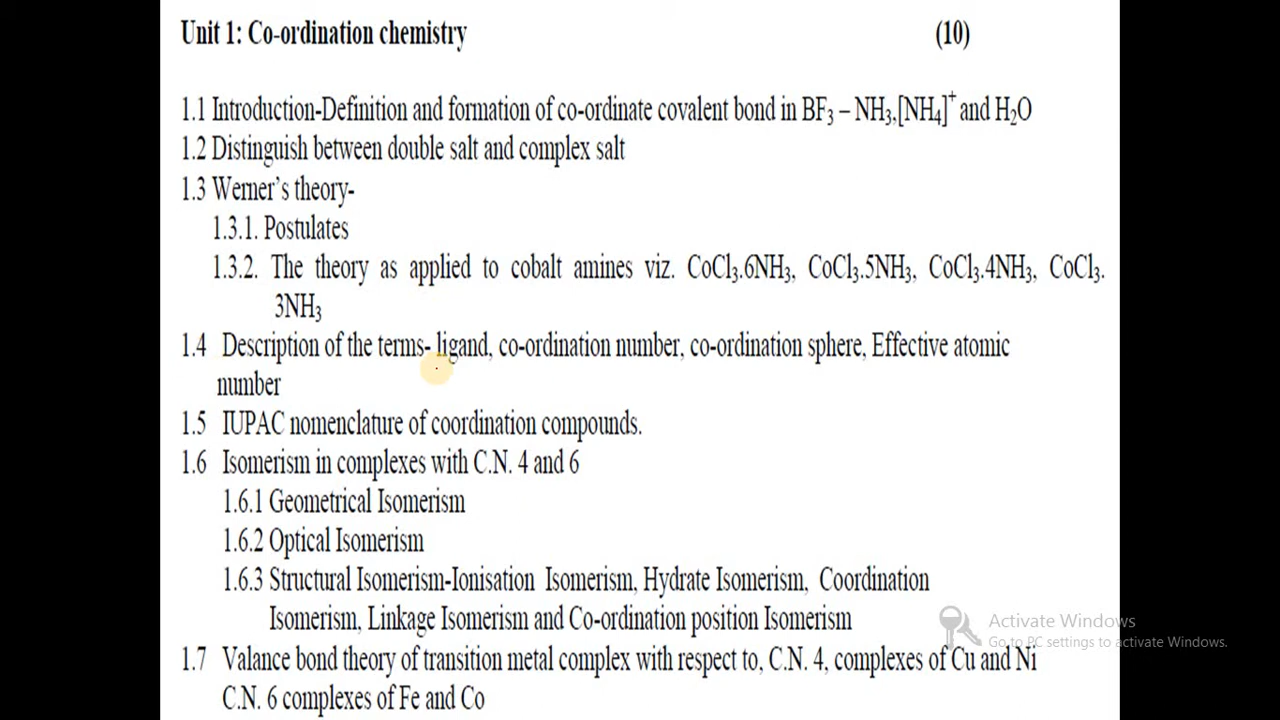 Unit 1: Co-ordination chemistry (10)
1.1 Introduction-Definition and formation of co-ordinate covalent bond in BF₃ – NH₃,[NH₄]⁺ and H₂O
1.2 Distinguish between double salt and complex salt
1.3 Werner's theory-
1.3.1. Postulates
1.3.2. The theory as applied to cobalt amines viz. CoCl₃.6NH₃, CoCl₃.5NH₃, CoCl₃.4NH₃, CoCl₃.
3NH₃
1.4 Description of the terms- ligand, co-ordination number, co-ordination sphere, Effective atomic
number
1.5 IUPAC nomenclature of coordination compounds.
1.6 Isomerism in complexes with C.N. 4 and 6
1.6.1 Geometrical Isomerism
1.6.2 Optical Isomerism
1.6.3 Structural Isomerism-Ionisation Isomerism, Hydrate Isomerism, Coordination
Isomerism, Linkage Isomerism and Co-ordination position Isomerism
1.7 Valance bond theory of transition metal complex with respect to, C.N. 4, complexes of Cu and Ni
C.N. 6 complexes of Fe and Co
Activate Windows
Go to PC settings to activate Windows.